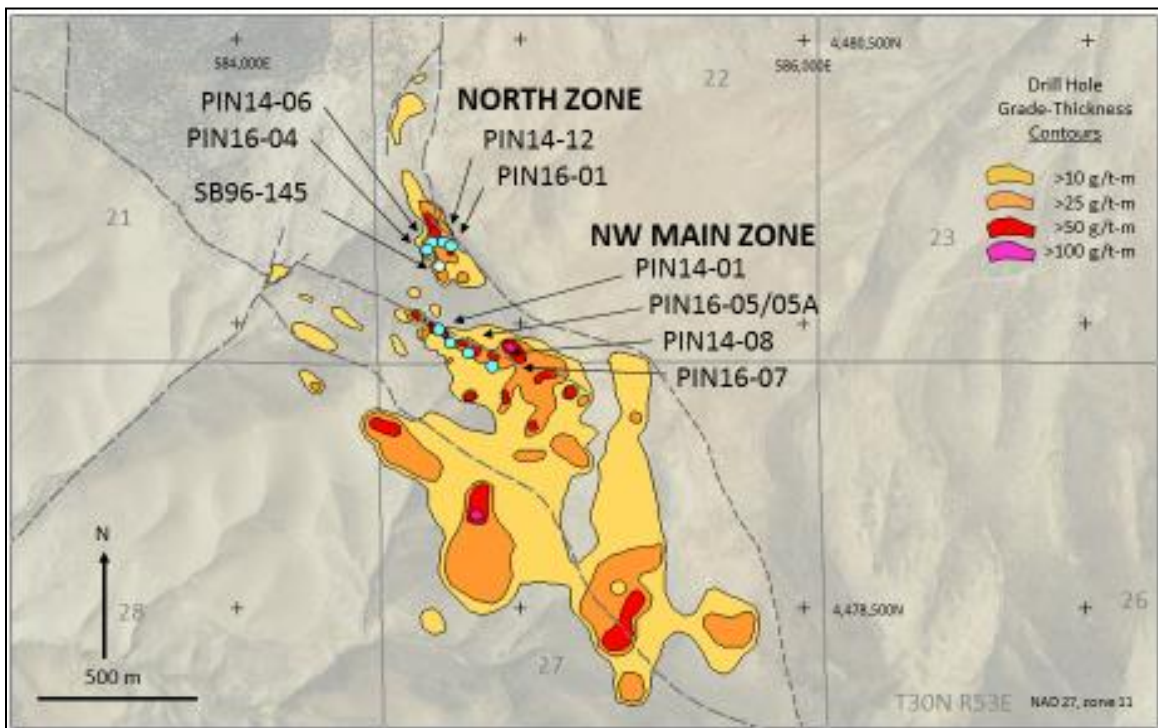 4,480,500N
584,000E
586,000E
22
PIN14-06
NORTH ZONE
Drill Hole
Grade-Thickness
Contours
PIN16-04
PIN14-12
PIN16-01
SB96-145
>10 g/t-m
>25 g/t-m
>50 g/t-m
>100 g/t-m
21
23
NW MAIN ZONE
PIN14-01
PIN16-05/05A
PIN14-08
PIN16-07
N
28
4,478,500N
26
27
500 m
T30N R53E
NAD 27, zone 11